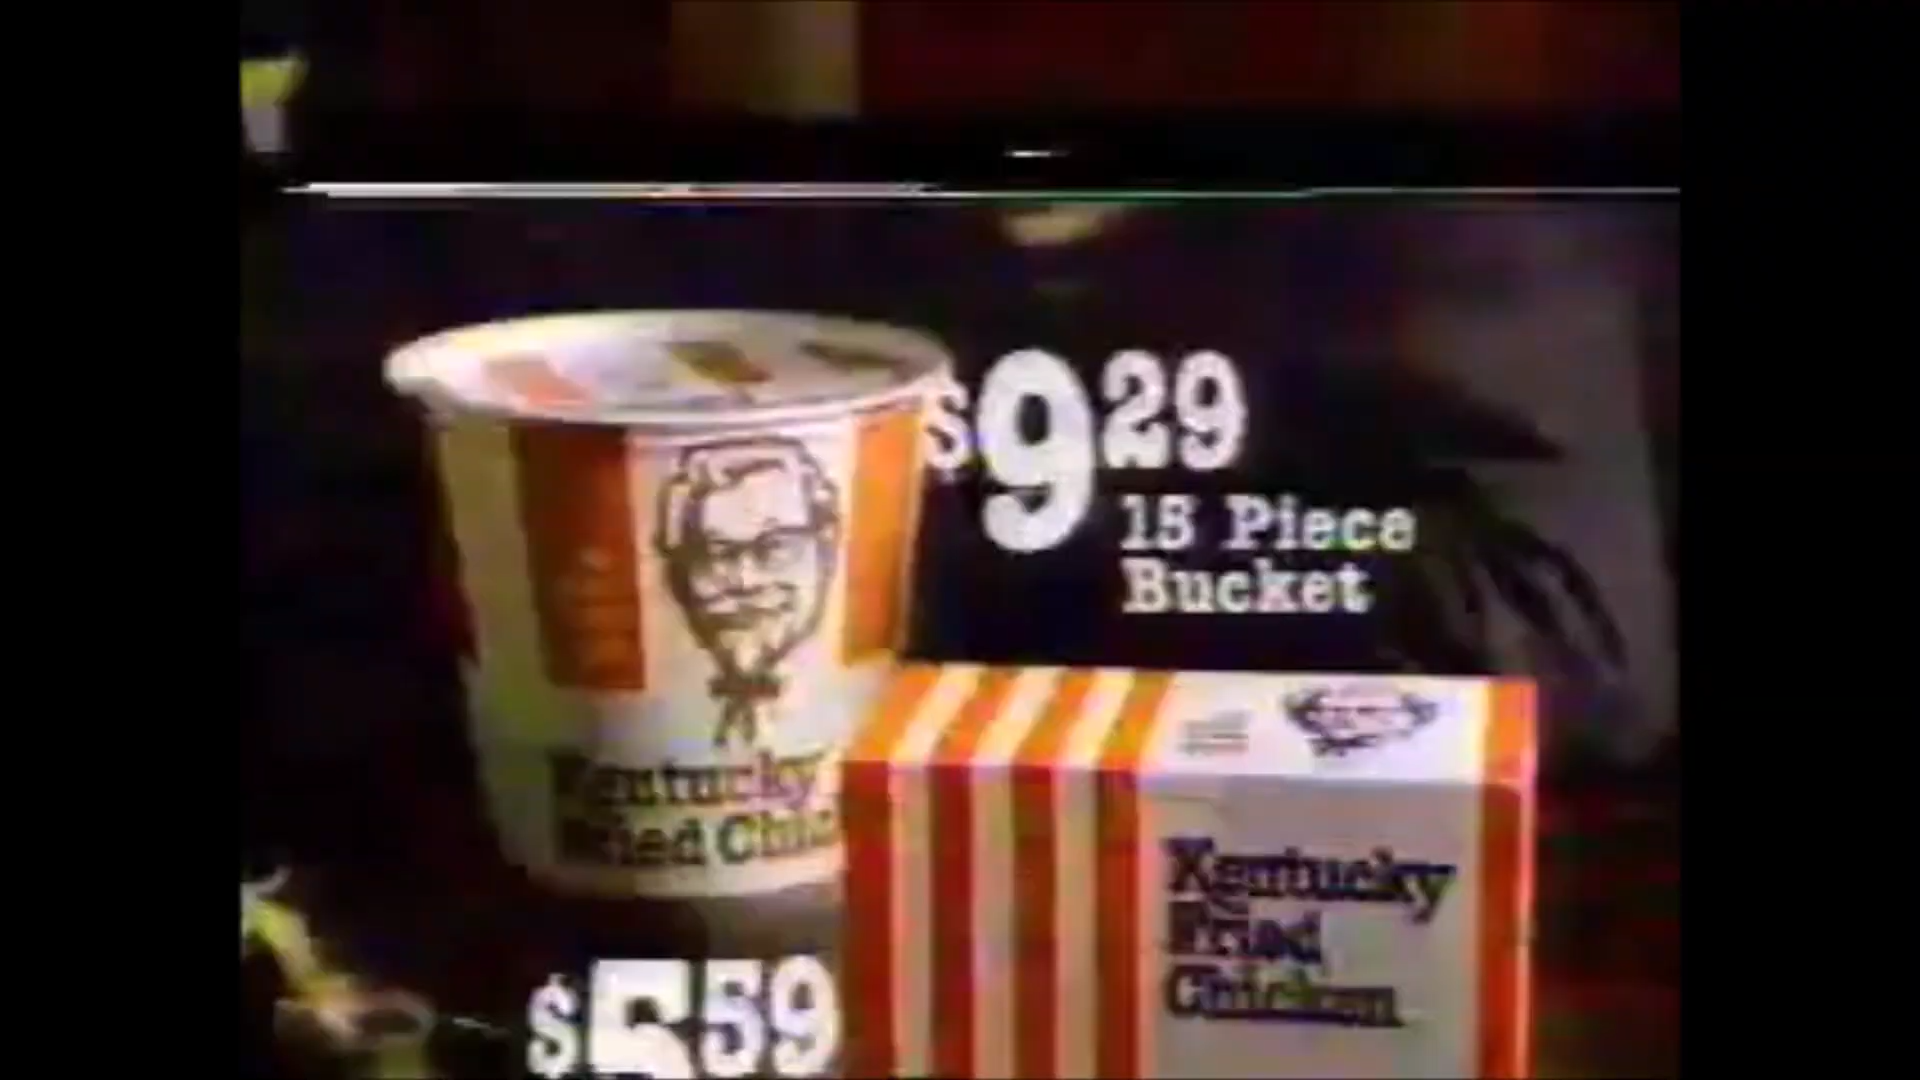 $9 29
15 Piece
Bucket
Kentucky
Fried Chic
Kentucky
Fried
Chicken
$5 59